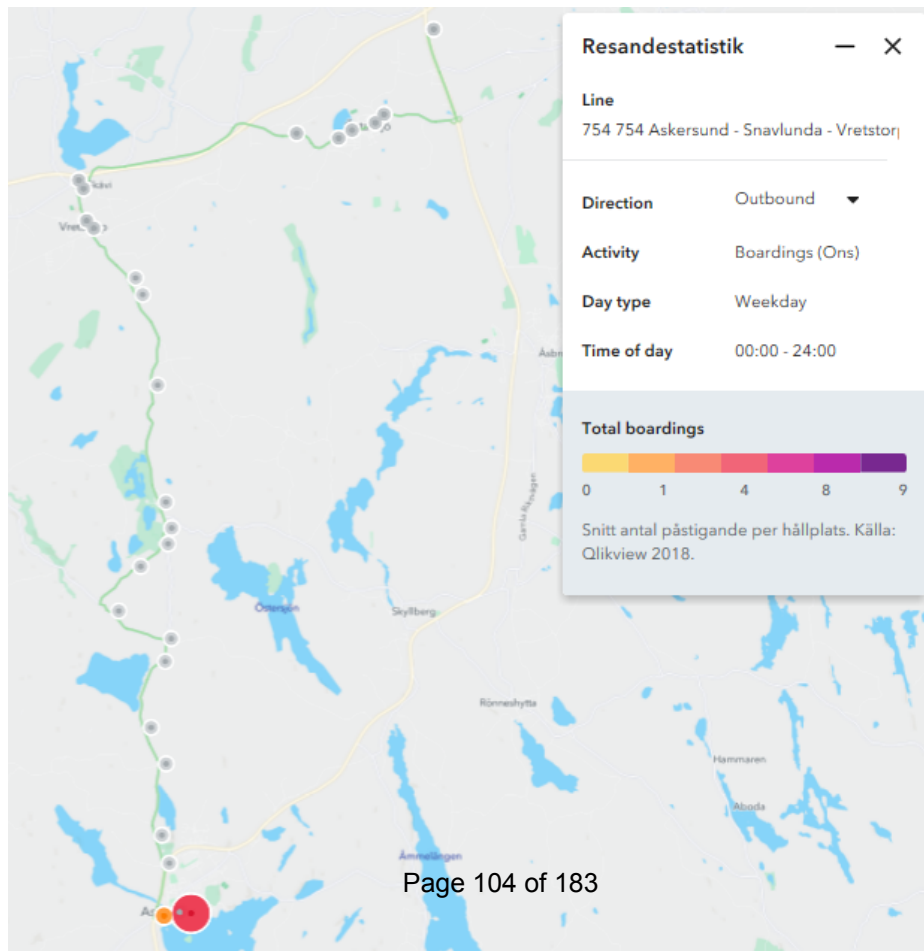 Resandestatistik
Line
754 754 Askersund - Snavlunda - Vretstorp
Direction
Outbound
Activity
Boardings (Ons)
Day type
Weekday
Time of day
00:00 - 24:00
Total boardings
0 1 4 8 9
Snitt antal påstigande per hållplats. Källa:
Qlikview 2018.
Gamla Riksvägen
Östersjön
Skyllberg
Rönneshytta
Hammaren
Aboda
Åmmelången
Page 104 of 183